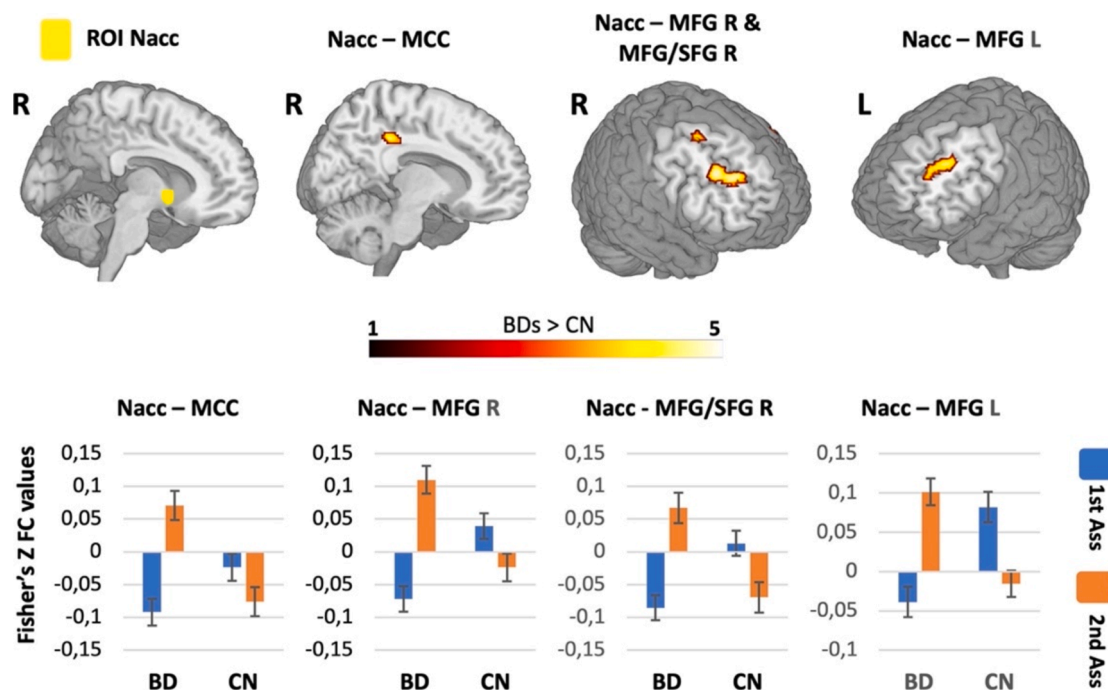 ROI Nacc
Nacc – MCC
Nacc – MFG R &
MFG/SFG R
Nacc – MFG L
R
R
R
L
BDs > CN
1
5
Nacc – MCC
Nacc – MFG R
Nacc - MFG/SFG R
Nacc – MFG L
Fisher's Z FC values
0,15
0,1
0,05
0
-0,05
-0,1
-0,15
BD CN
0,15
0,1
0,05
0
-0,05
-0,1
-0,15
BD CN
0,15
0,1
0,05
0
-0,05
-0,1
-0,15
BD CN
0,15
0,1
0,05
0
-0,05
-0,1
BD CN
1st Ass
2nd Ass